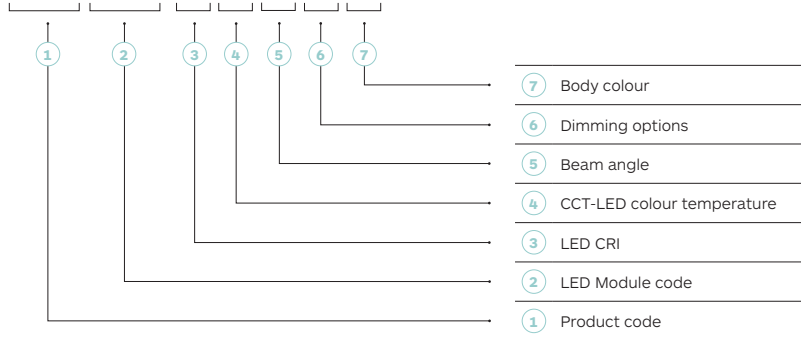 1 2 3 4 5 6 7
7 Body colour
6 Dimming options
5 Beam angle
4 CCT-LED colour temperature
3 LED CRI
2 LED Module code
1 Product code